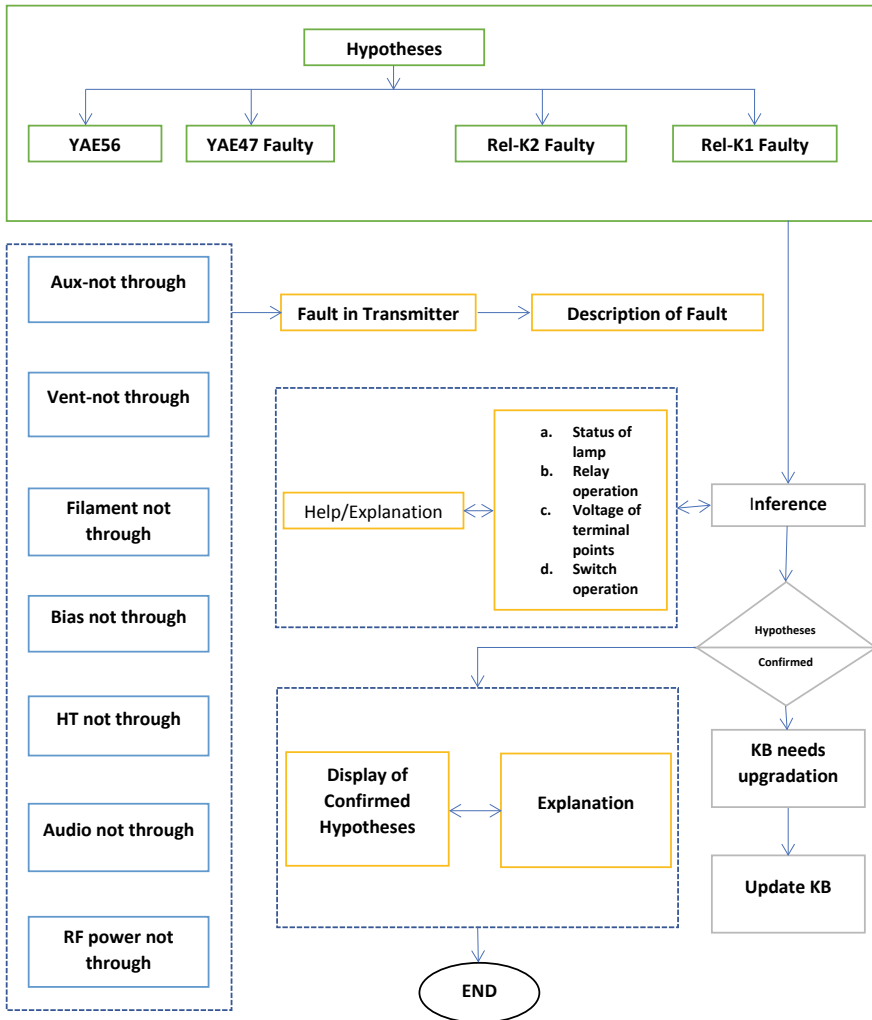 Hypotheses
YAE56
YAE47 Faulty
Rel-K2 Faulty
Rel-K1 Faulty
Aux-not through
Vent-not through
Filament not
through
Bias not through
HT not through
Audio not through
RF power not
through
Fault in Transmitter
Description of Fault
Help/Explanation
a. Status of
lamp
b. Relay
operation
c. Voltage of
terminal
points
d. Switch
operation
Inference
Hypotheses
Confirmed
KB needs
upgradation
Update KB
Display of
Confirmed
Hypotheses
Explanation
END